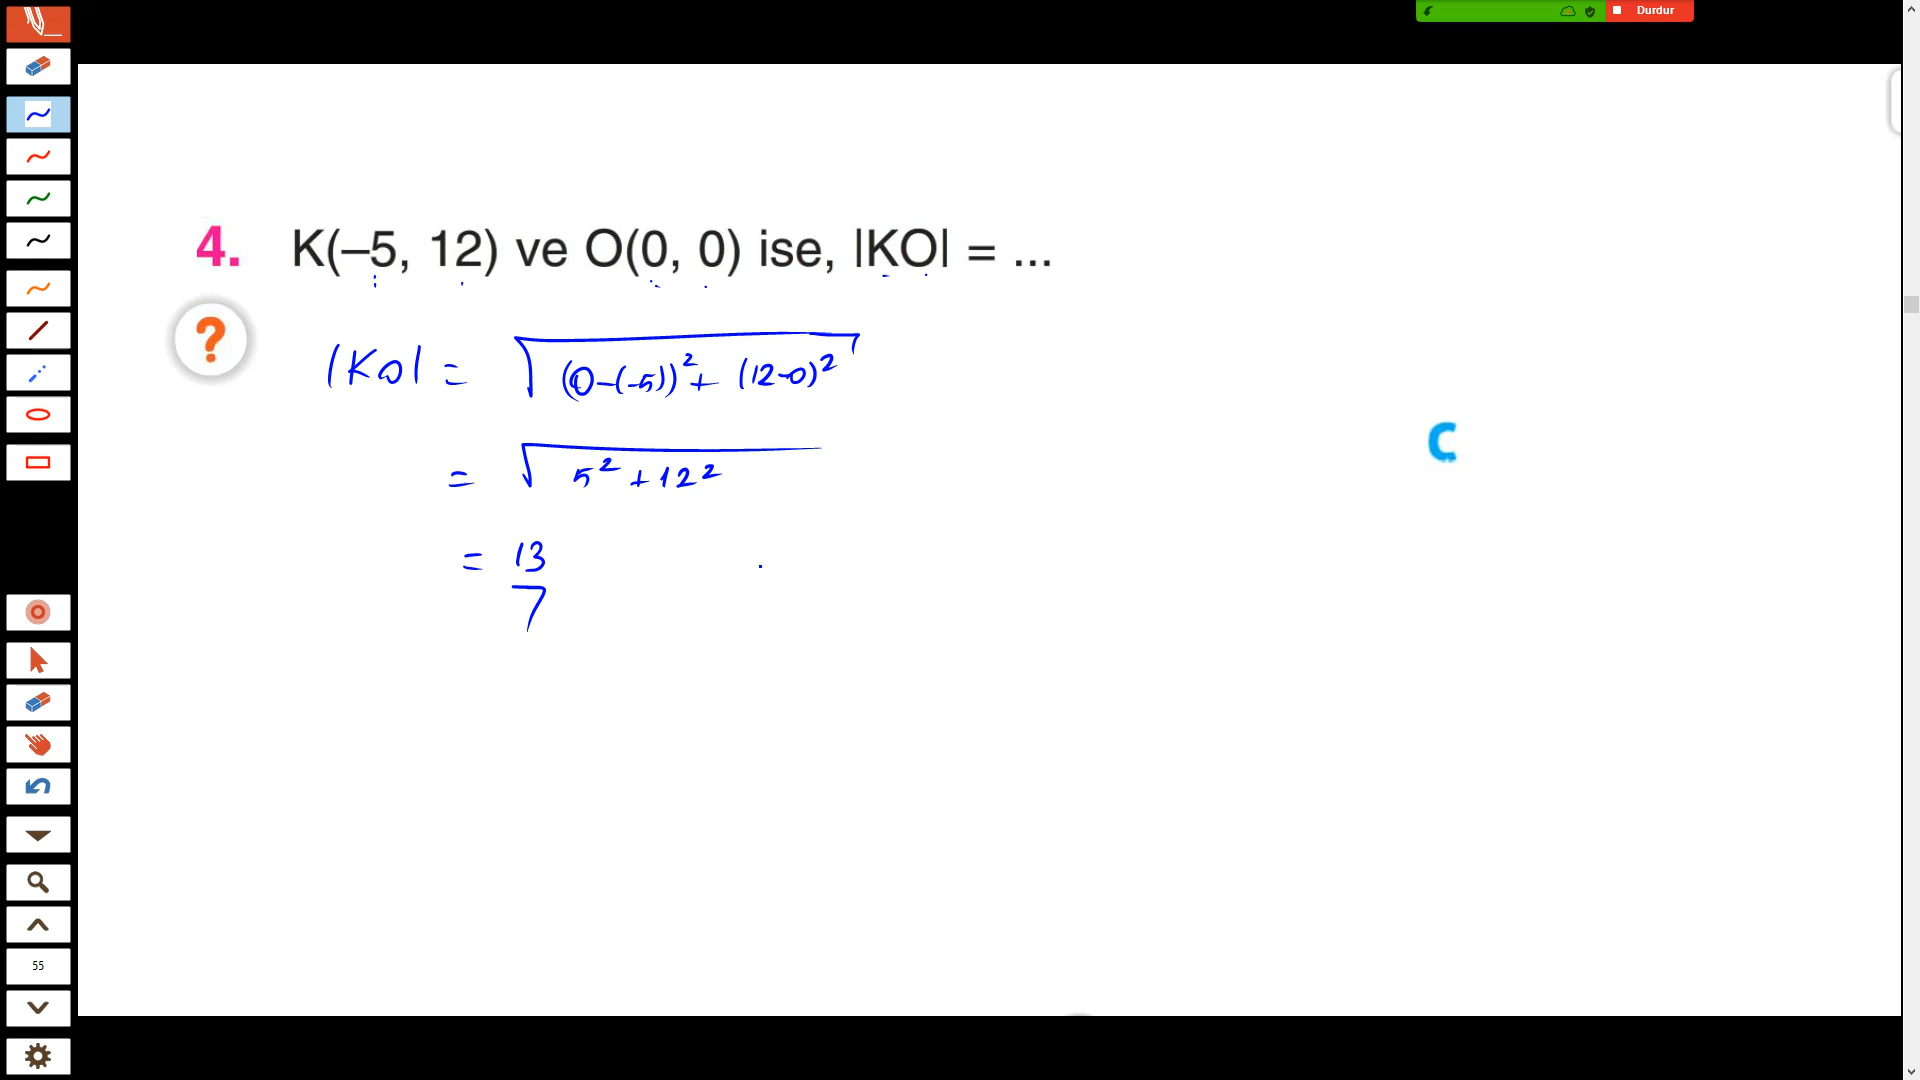 Durdur
4. K(–5, 12) ve O(0, 0) ise, |KO| = ...
?
|KO| = √(0-(-5))² + (12-0)²
C
= √5² + 12²
= 13
55